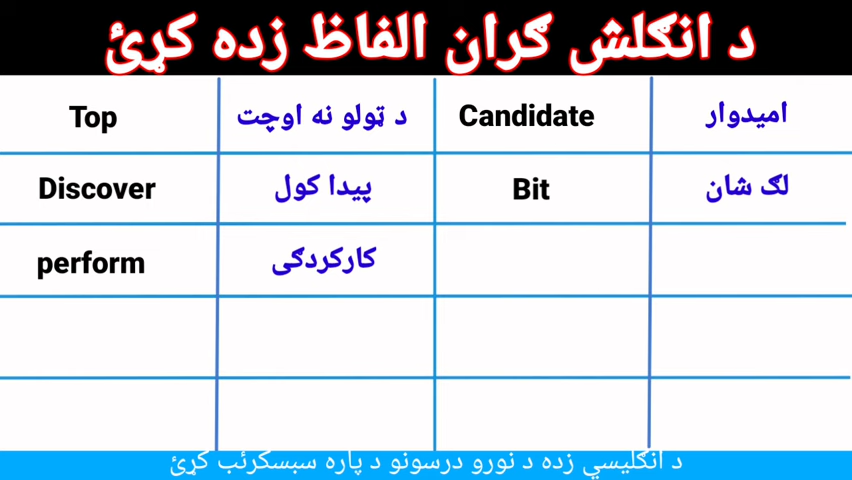 د انګلش ګران الفاظ زده کړئ
Top د ټولو نه اوچت Candidate امیدوار
Discover پیدا کول Bit لګ شان
perform کارکردګی
د انګلیسي زده د نورو درسونو د پاره سبسکرئب کړئ